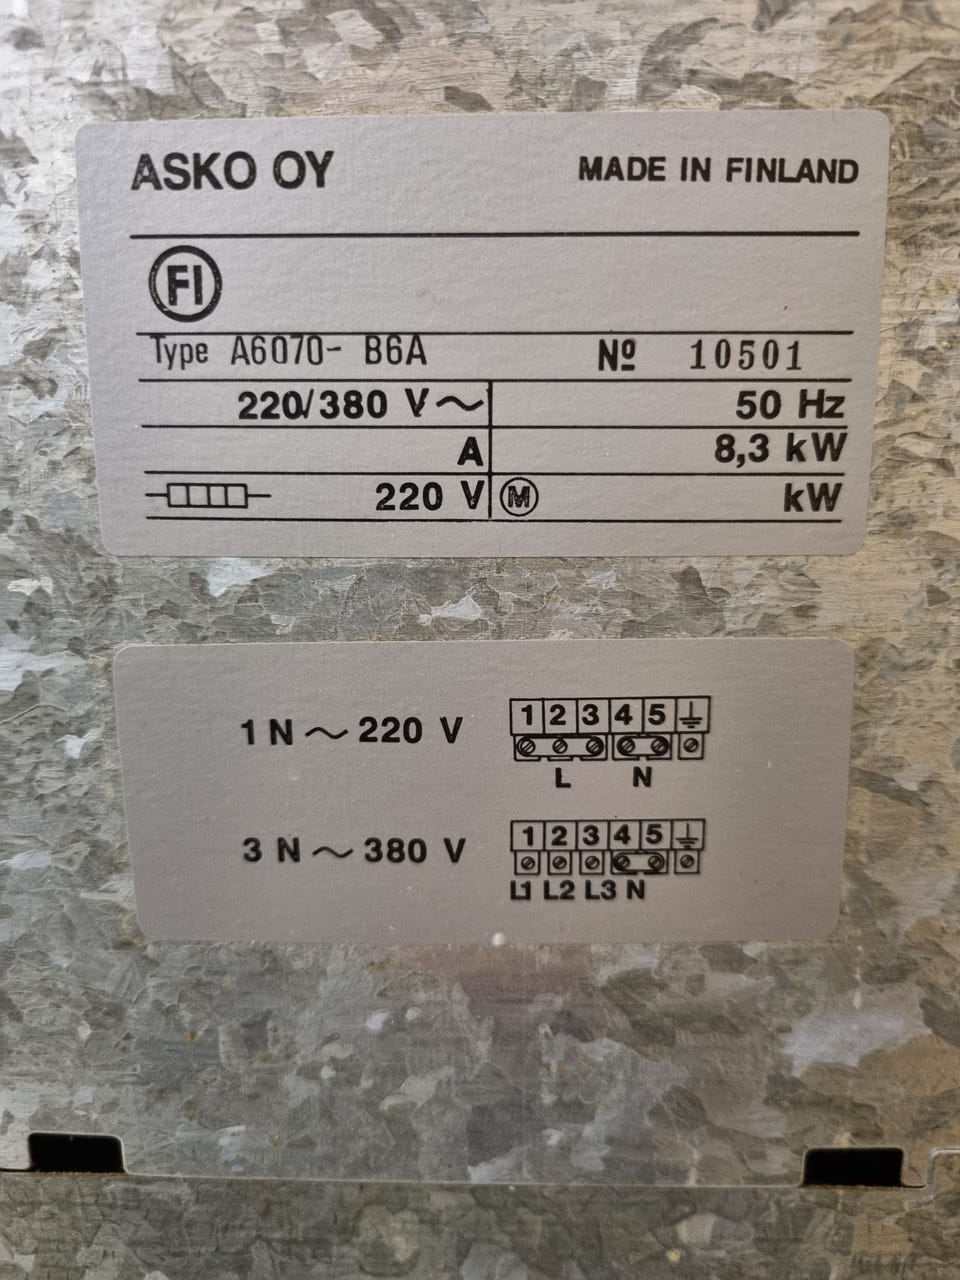 ASKO OY MADE IN FINLAND
FI
Type A6070- B6A Nº 10501
220/380 V~ 50 Hz
A 8,3 kW
220 V M kW
1 N ~ 220 V 1 2 3 4 5 ⏚
L N
3 N ~ 380 V 1 2 3 4 5 ⏚
L1 L2 L3 N